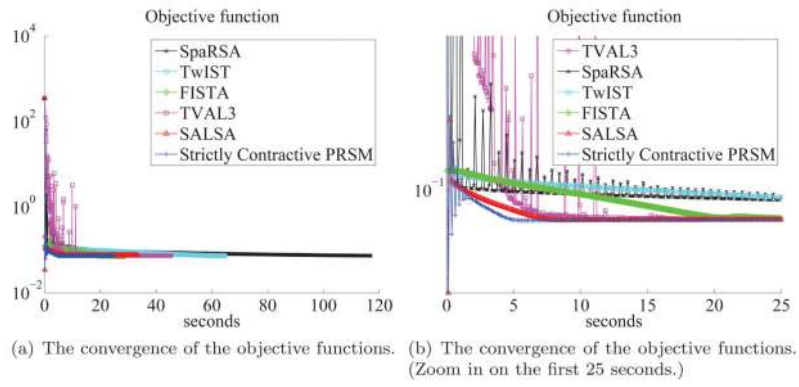 Objective function
10^4
10^2
10^0
10^-2
0 20 40 60 80 100 120
seconds
SpaRSA
TwIST
FISTA
TVAL3
SALSA
Strictly Contractive PRSM
(a) The convergence of the objective functions.
Objective function
10^-1
0 5 10 15 20 25
seconds
TVAL3
SpaRSA
TwIST
FISTA
SALSA
Strictly Contractive PRSM
(b) The convergence of the objective functions.
(Zoom in on the first 25 seconds.)